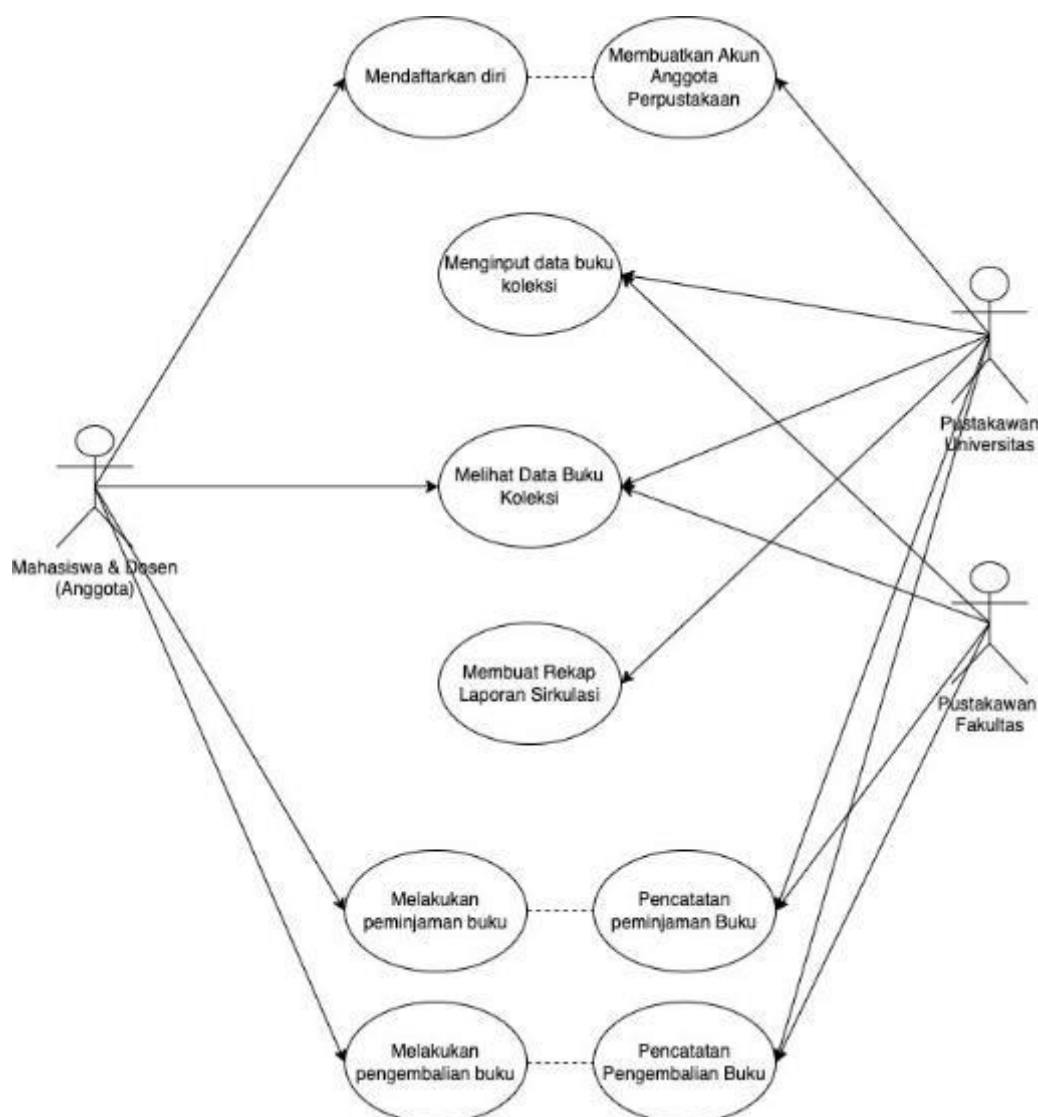 Mendaftarkan diri
Membuatkan Akun
Anggota
Perpustakaan
Menginput data buku
koleksi
Pustakawan
Universitas
Melihat Data Buku
Koleksi
Mahasiswa & Dosen
(Anggota)
Membuat Rekap
Laporan Sirkulasi
Pustakawan
Fakultas
Melakukan
peminjaman buku
Pencatatan
peminjaman Buku
Melakukan
pengembalian buku
Pencatatan
Pengembalian Buku